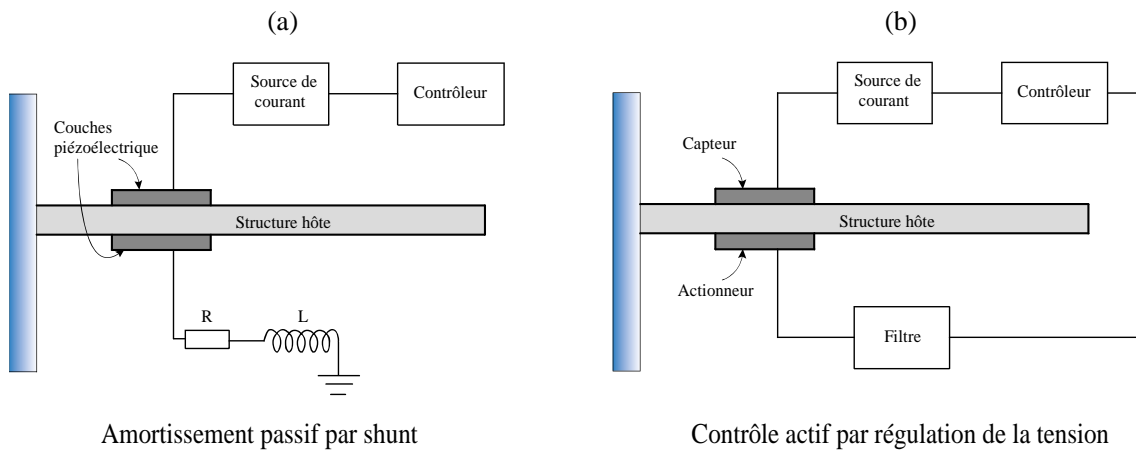 (a)
Source de
courant
Contrôleur
Couches
piézoélectrique
Structure hôte
R
L
Amortissement passif par shunt
(b)
Source de
courant
Contrôleur
Capteur
Structure hôte
Actionneur
Filtre
Contrôle actif par régulation de la tension